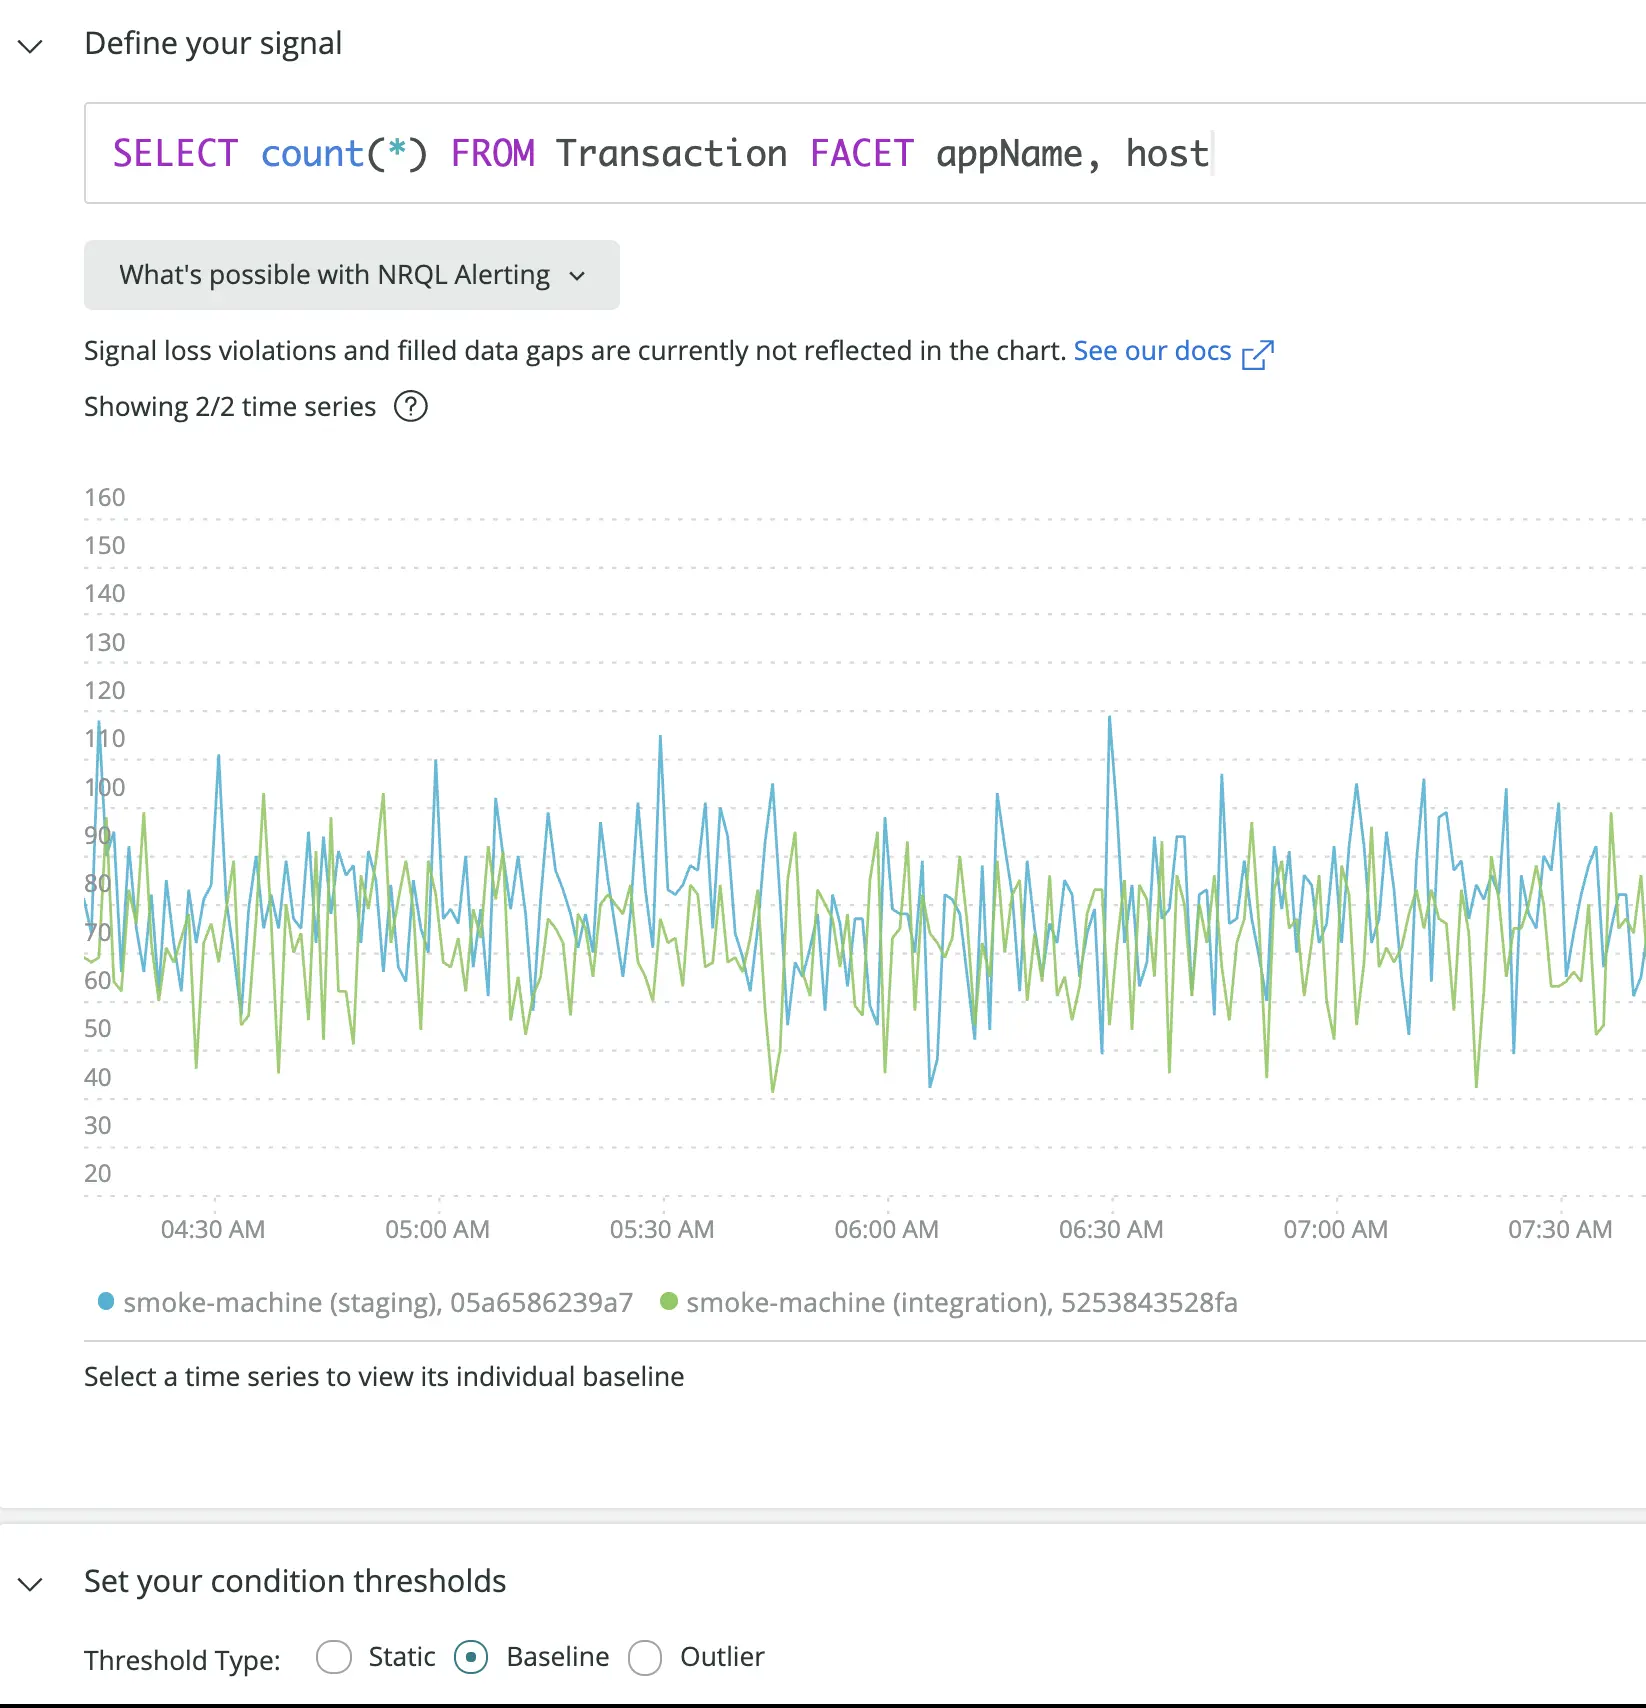 Define your signal
SELECT count(*) FROM Transaction FACET appName, host
What's possible with NRQL Alerting
Signal loss violations and filled data gaps are currently not reflected in the chart. See our docs
Showing 2/2 time series ?
160
150
140
130
120
110
100
90
80
70
60
50
40
30
20
04:30 AM 05:00 AM 05:30 AM 06:00 AM 06:30 AM 07:00 AM 07:30 AM
smoke-machine (staging), 05a6586239a7 smoke-machine (integration), 5253843528fa
Select a time series to view its individual baseline
Set your condition thresholds
Threshold Type: Static Baseline Outlier